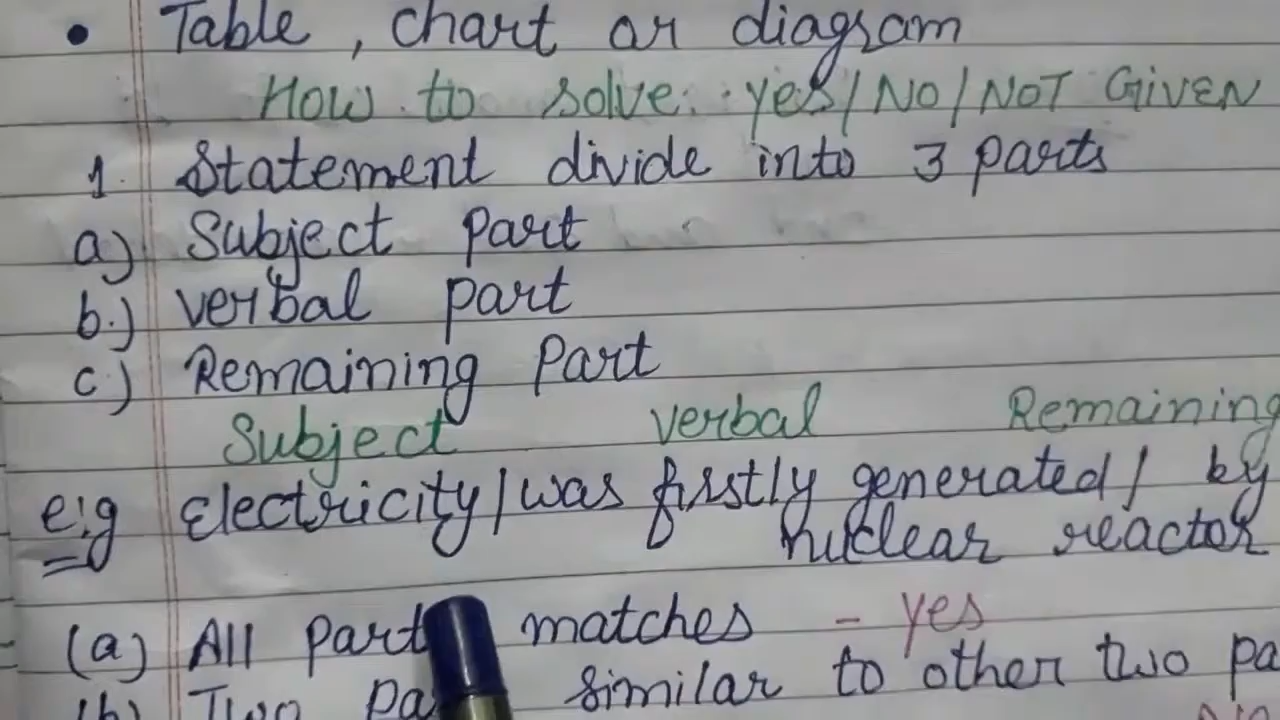 • Table, chart or diagram
How to solve: yes/NO/NOT GIVEN
1. Statement divide into 3 parts
a) Subject Part
b.) verbal part
c) Remaining Part
Subject verbal Remaining
e.g Electricity/was firstly generated/ by
nuclear reactor
(a) All part matches - yes
(b) Two similar to other two